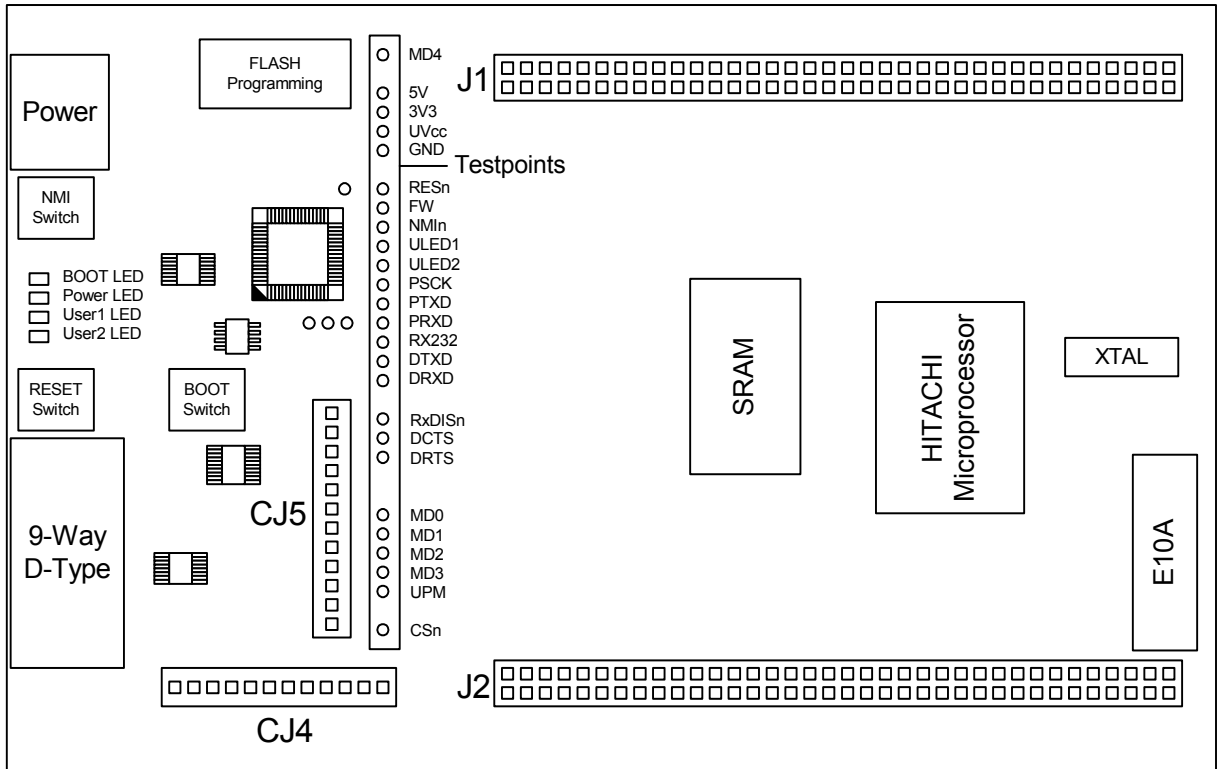 FLASH
Programming
Power
NMI
Switch
BOOT LED
Power LED
User1 LED
User2 LED
RESET
Switch
BOOT
Switch
9-Way
D-Type
CJ5
CJ4
MD4
5V
3V3
UVcc
GND
Testpoints
RESn
FW
NMIn
ULED1
ULED2
PSCK
PTXD
PRXD
RX232
DTXD
DRXD
RxDISn
DCTS
DRTS
MD0
MD1
MD2
MD3
UPM
CSn
J1
SRAM
HITACHI
Microprocessor
XTAL
E10A
J2